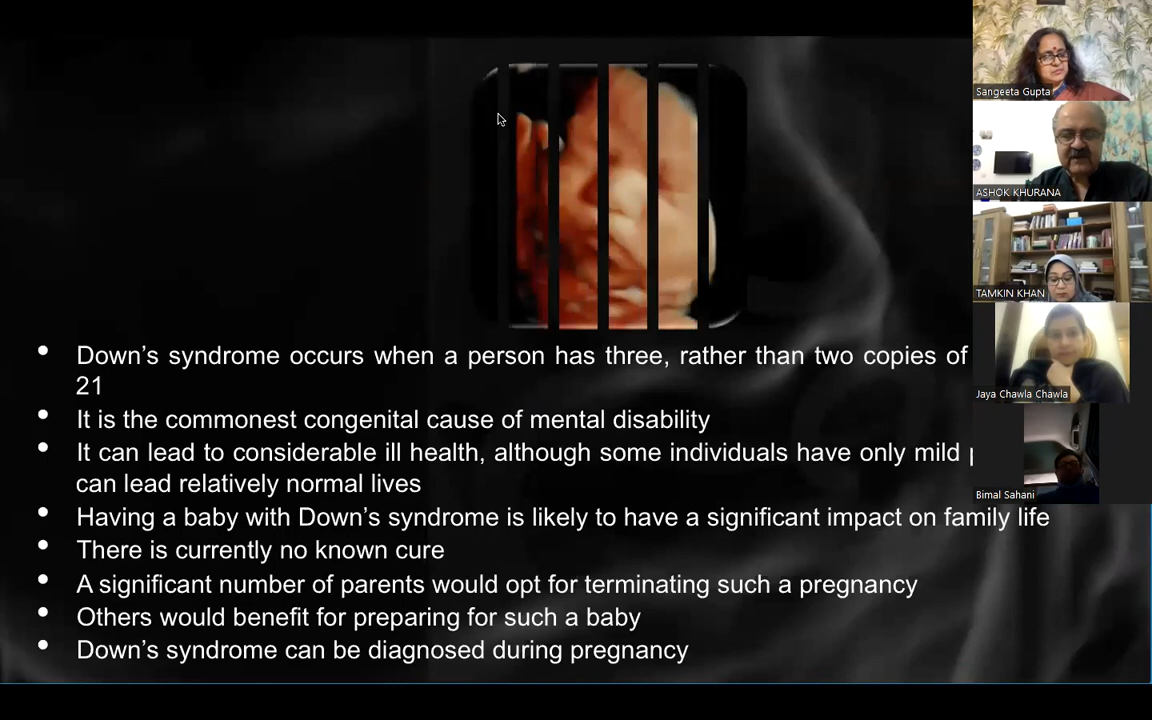 • Down’s syndrome occurs when a person has three, rather than two copies of
21
• It is the commonest congenital cause of mental disability
• It can lead to considerable ill health, although some individuals have only mild
can lead relatively normal lives
• Having a baby with Down’s syndrome is likely to have a significant impact on family life
• There is currently no known cure
• A significant number of parents would opt for terminating such a pregnancy
• Others would benefit for preparing for such a baby
• Down’s syndrome can be diagnosed during pregnancy
Sangeeta Gupta
ASHOK KHURANA
TAMKIN KHAN
Jaya Chawla Chawla
Bimal Sahani